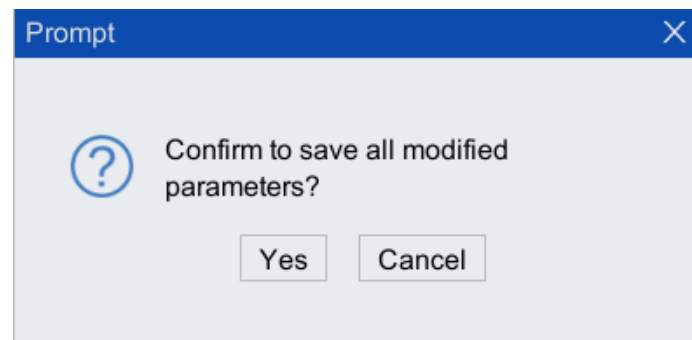 Prompt
Confirm to save all modified
parameters?
Yes Cancel